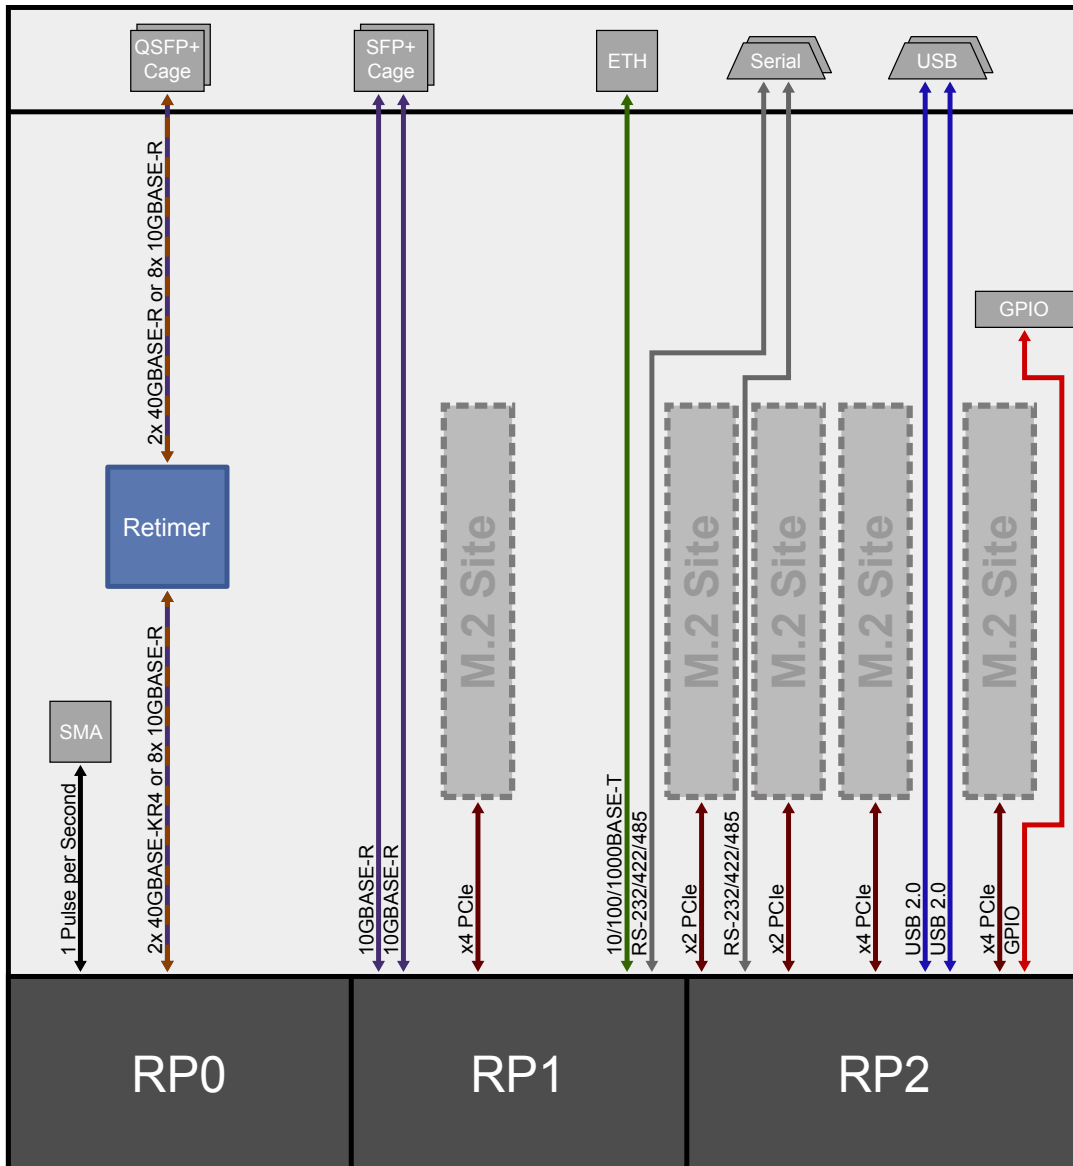 QSFP+
Cage
SFP+
Cage
ETH
Serial
USB
2x 40GBASE-R or 8x 10GBASE-R
GPIO
Retimer
M.2 Site
M.2 Site
M.2 Site
M.2 Site
M.2 Site
SMA
1 Pulse per Second
2x 40GBASE-KR4 or 8x 10GBASE-R
10GBASE-R
10GBASE-R
x4 PCIe
10/100/1000BASE-T
RS-232/422/485
x2 PCIe
RS-232/422/485
x2 PCIe
x4 PCIe
USB 2.0
USB 2.0
x4 PCIe
GPIO
RP0
RP1
RP2